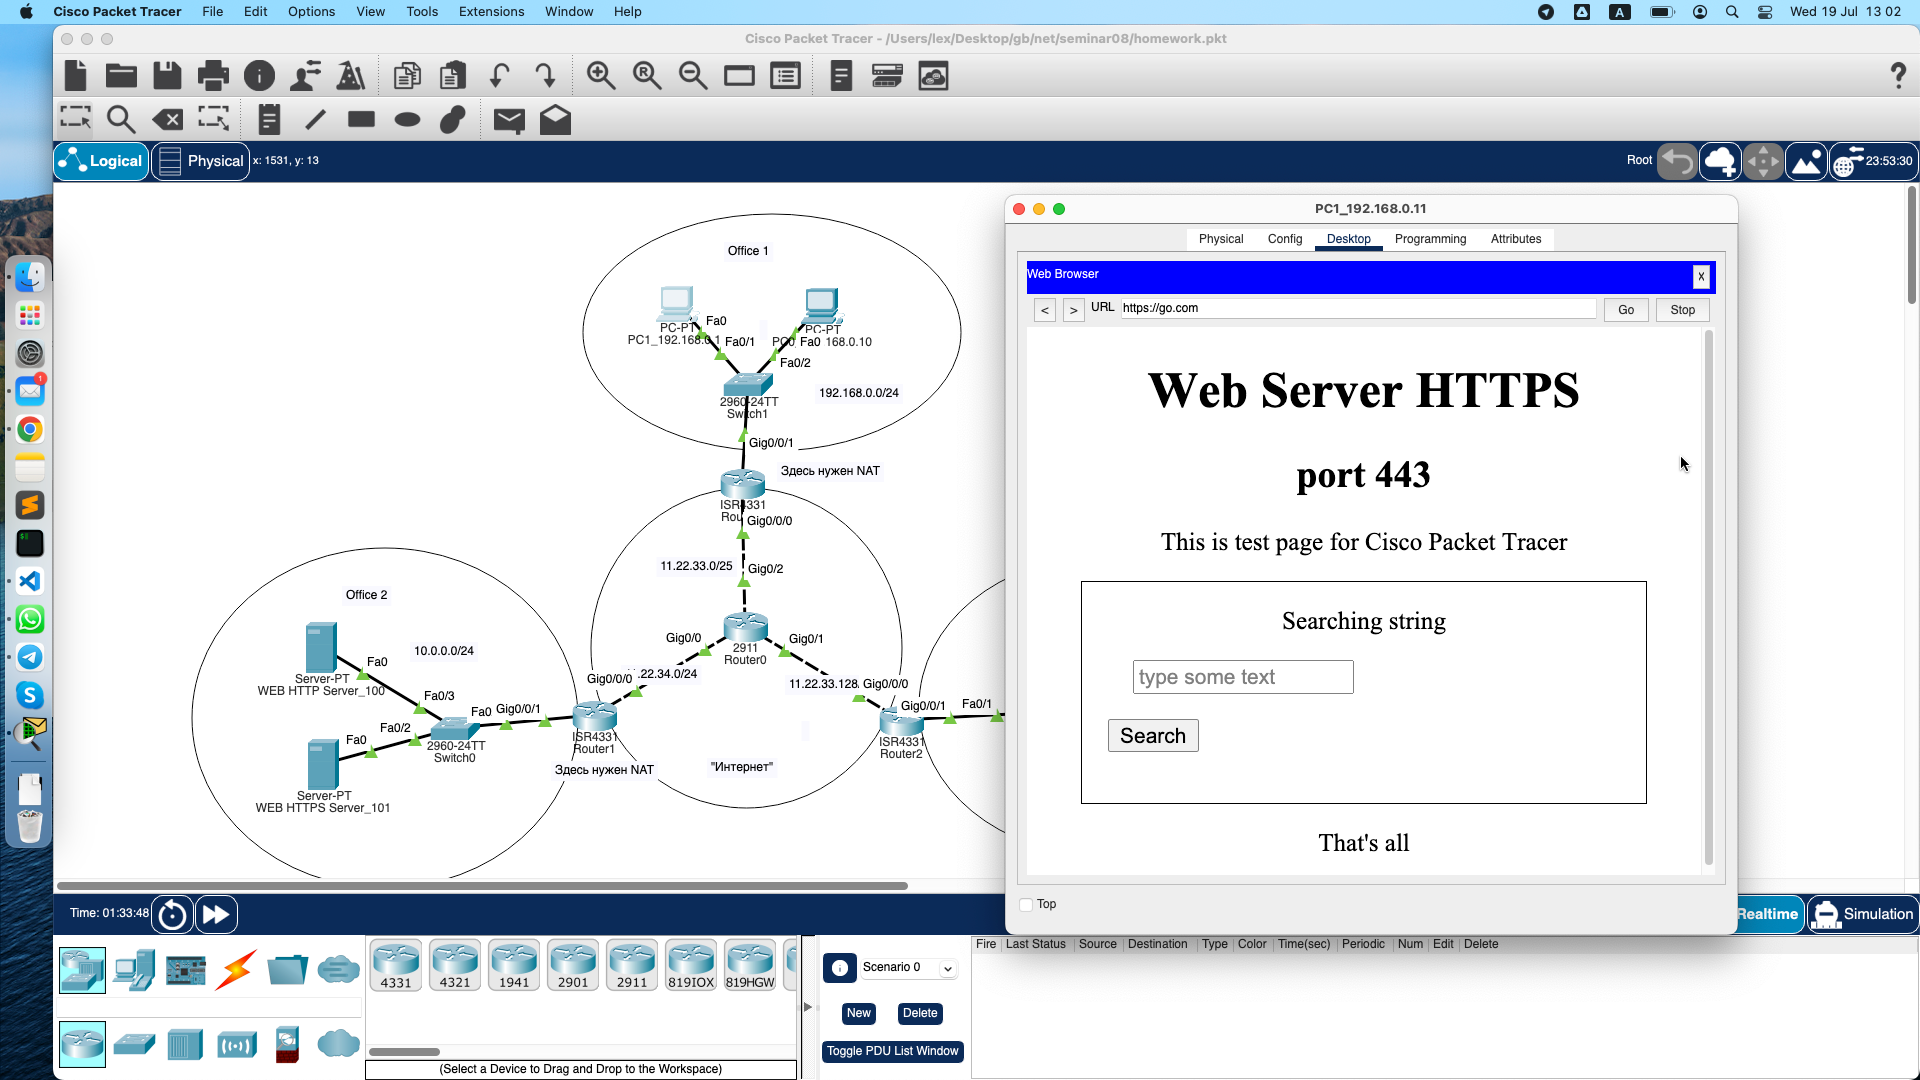 Cisco Packet Tracer File Edit Options View Tools Extensions Window Help
A Wed 19 Jul 13 02
Cisco Packet Tracer - /Users/lex/Desktop/gb/net/seminar08/homework.pkt
Logical Physical x: 1531, y: 13 Root 23:53:30
PC1_192.168.0.11
Physical Config Desktop Programming Attributes
Web Browser X
< > URL https://go.com Go Stop
Web Server HTTPS
port 443
This is test page for Cisco Packet Tracer
Searching string
type some text
Search
That's all
Top
Office 1
PC-PT
PC1_192.168.0.1
Fa0
Fa0/1
PC-PT
PC0
Fa0
168.0.10
Fa0/2
2960-24TT
Switch1
192.168.0.0/24
Gig0/0/1
Здесь нужен NAT
ISR4331
Rou
Gig0/0/0
11.22.33.0/25
Gig0/2
Gig0/0
2911
Router0
Gig0/1
Office 2
10.0.0.0/24
Fa0
Server-PT
WEB HTTP Server_100
Fa0/3
Fa0/2
Fa0
Fa0
Gig0/0/1
2960-24TT
Switch0
Server-PT
WEB HTTPS Server_101
Gig0/0/0
.22.34.0/24
ISR4331
Router1
Здесь нужен NAT
"Интернет"
11.22.33.128
Gig0/0/0
Gig0/0/1
Fa0/1
ISR4331
Router2
Time: 01:33:48
Realtime Simulation
4331 4321 1941 2901 2911 819IOX 819HGW
(Select a Device to Drag and Drop to the Workspace)
Scenario 0
New Delete
Toggle PDU List Window
Fire Last Status Source Destination Type Color Time(sec) Periodic Num Edit Delete
1